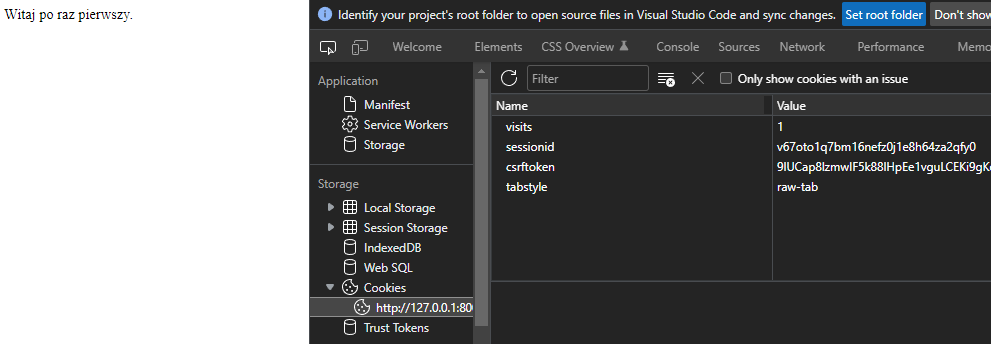 Witaj po raz pierwszy.
Identify your project's root folder to open source files in Visual Studio Code and sync changes. Set root folder Don't show
Welcome Elements CSS Overview Console Sources Network Performance Memo
Application
Manifest
Service Workers
Storage
Storage
Local Storage
Session Storage
IndexedDB
Web SQL
Cookies
http://127.0.0.1:80
Trust Tokens
Filter Only show cookies with an issue
Name Value
visits 1
sessionid v67oto1q7bm16nefz0j1e8h64za2qfy0
csrftoken
tabstyle raw-tab